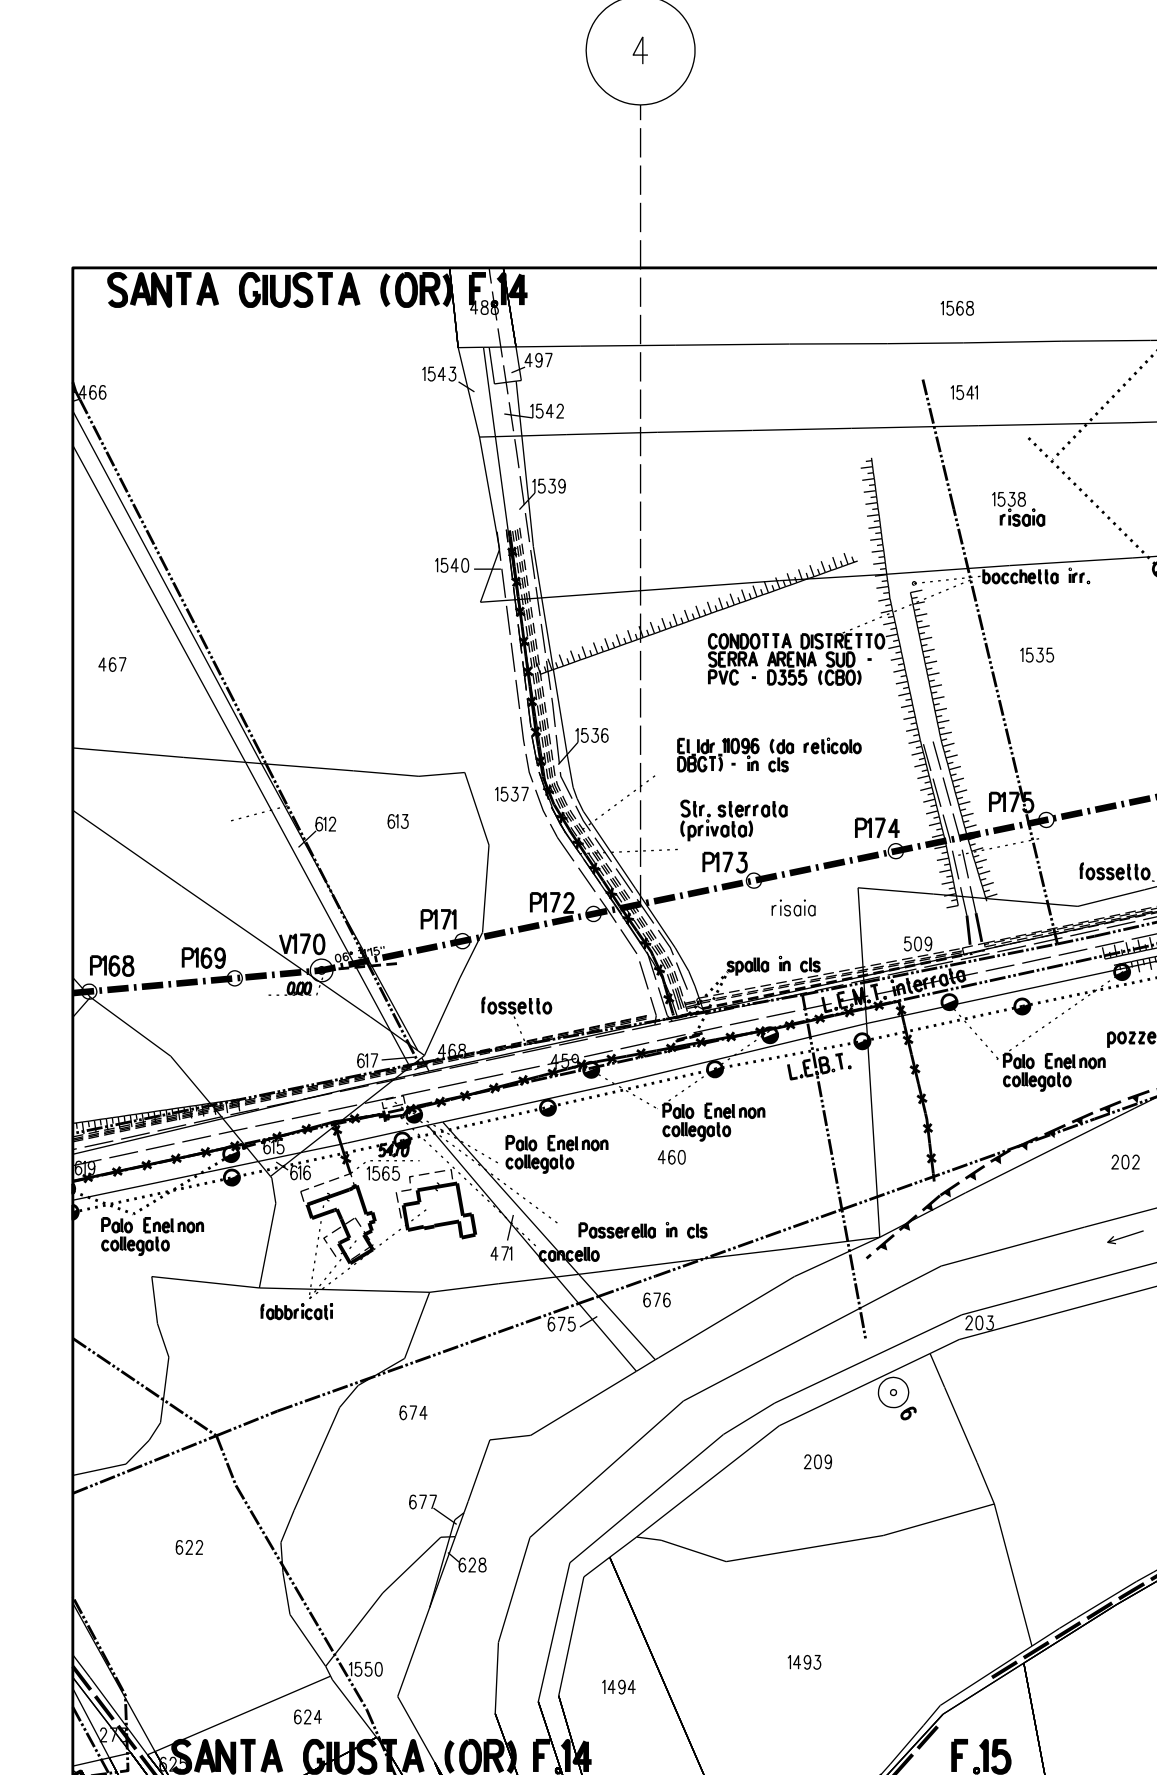 4
SANTA GIUSTA (OR) F.14
488
1568
497
1543
466
1541
1542
1539
1538
risaia
1540
bocchetta irr.
CONDOTTA DISTRETTO
SERRA ARENA SUD -
PVC - D355 (CBO)
467
1535
1536
El_Idr_11096 (da reticolo
DBGT) - in cls
1537
Str. sterrata
(privata)
612
613
P175
P174
P173
fossetto
P172
risaia
P171
V170
509
P169
P168
spalla in cls
0.00
L.E.M.T. interrata
fossetto
468
617
459
L.E.B.T.
Palo Enel non
collegato
pozze
Palo Enel non
collegato
54.70
Palo Enel non
collegato
615
460
616
1565
619
202
Palo Enel non
collegato
Passerella in cls
471
cancello
fabbricati
676
675
203
674
6
209
677
622
628
1493
1550
1494
624
625
SANTA GIUSTA (OR) F.14
F.15